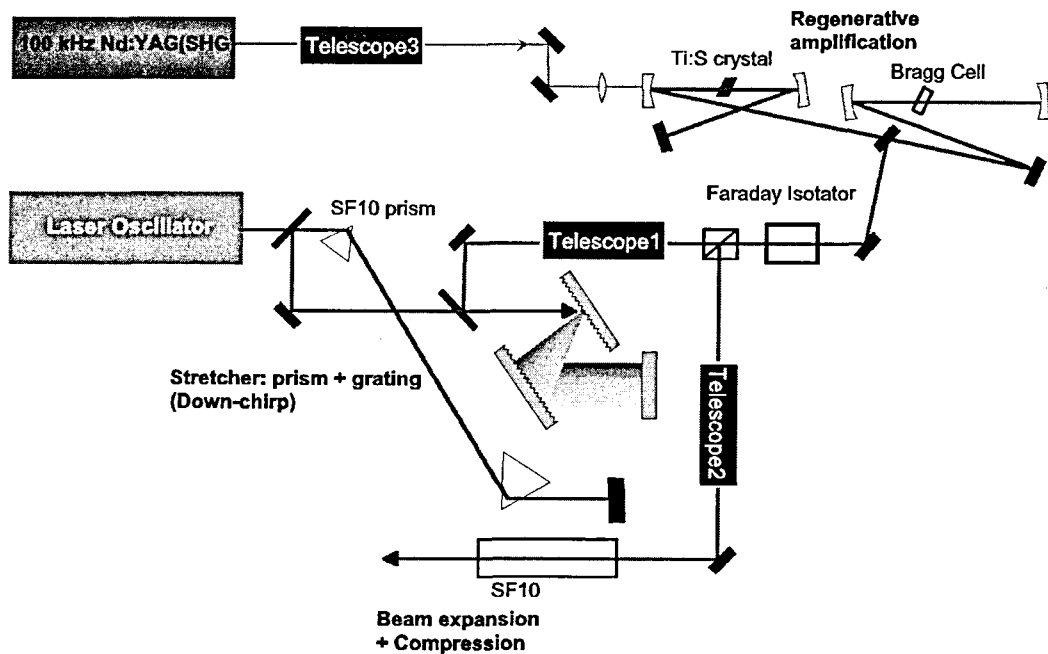 Regenerative
amplification
100 kHz Nd:YAG(SHG
Telescope3
Ti:S crystal
Bragg Cell
Faraday Isotator
SF10 prism
Laser Oscillator
Telescope1
Stretcher: prism + grating
(Down-chirp)
Telescope2
SF10
Beam expansion
+ Compression